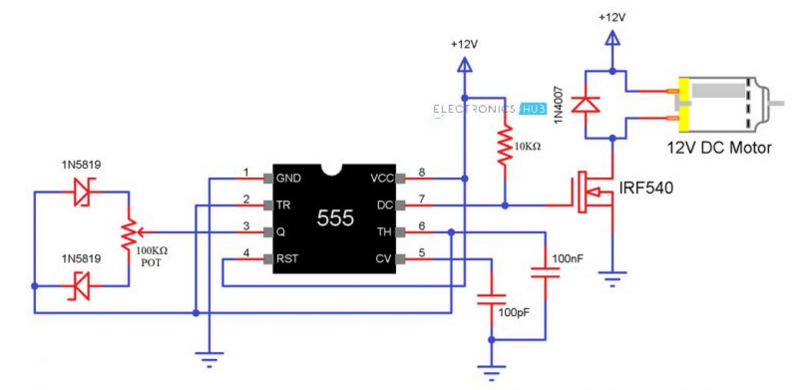 +12V
+12V
ELECTRONICS HUB
1N4007
10KΩ
12V DC Motor
1N5819
1 GND VCC 8
2 TR DC 7
IRF540
555
3 Q TH 6
100KΩ
POT
1N5819
4 RST CV 5
100nF
100pF